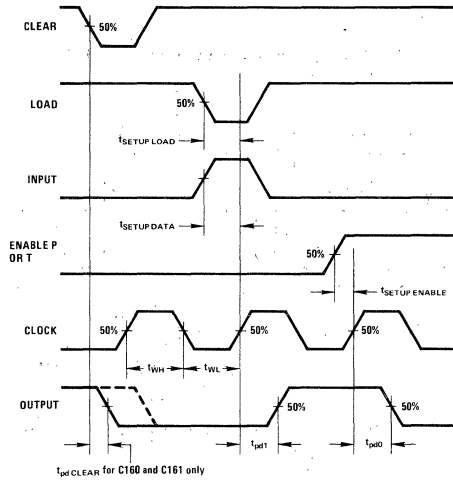 CLEAR
50%
LOAD
50%
tSETUP LOAD
INPUT
tSETUP DATA
ENABLE P
OR T
50%
tSETUP ENABLE
CLOCK
50%
50%
50%
tWH
tWL
OUTPUT
50%
50%
tpd1
tpd0
tpd CLEAR for C160 and C161 only